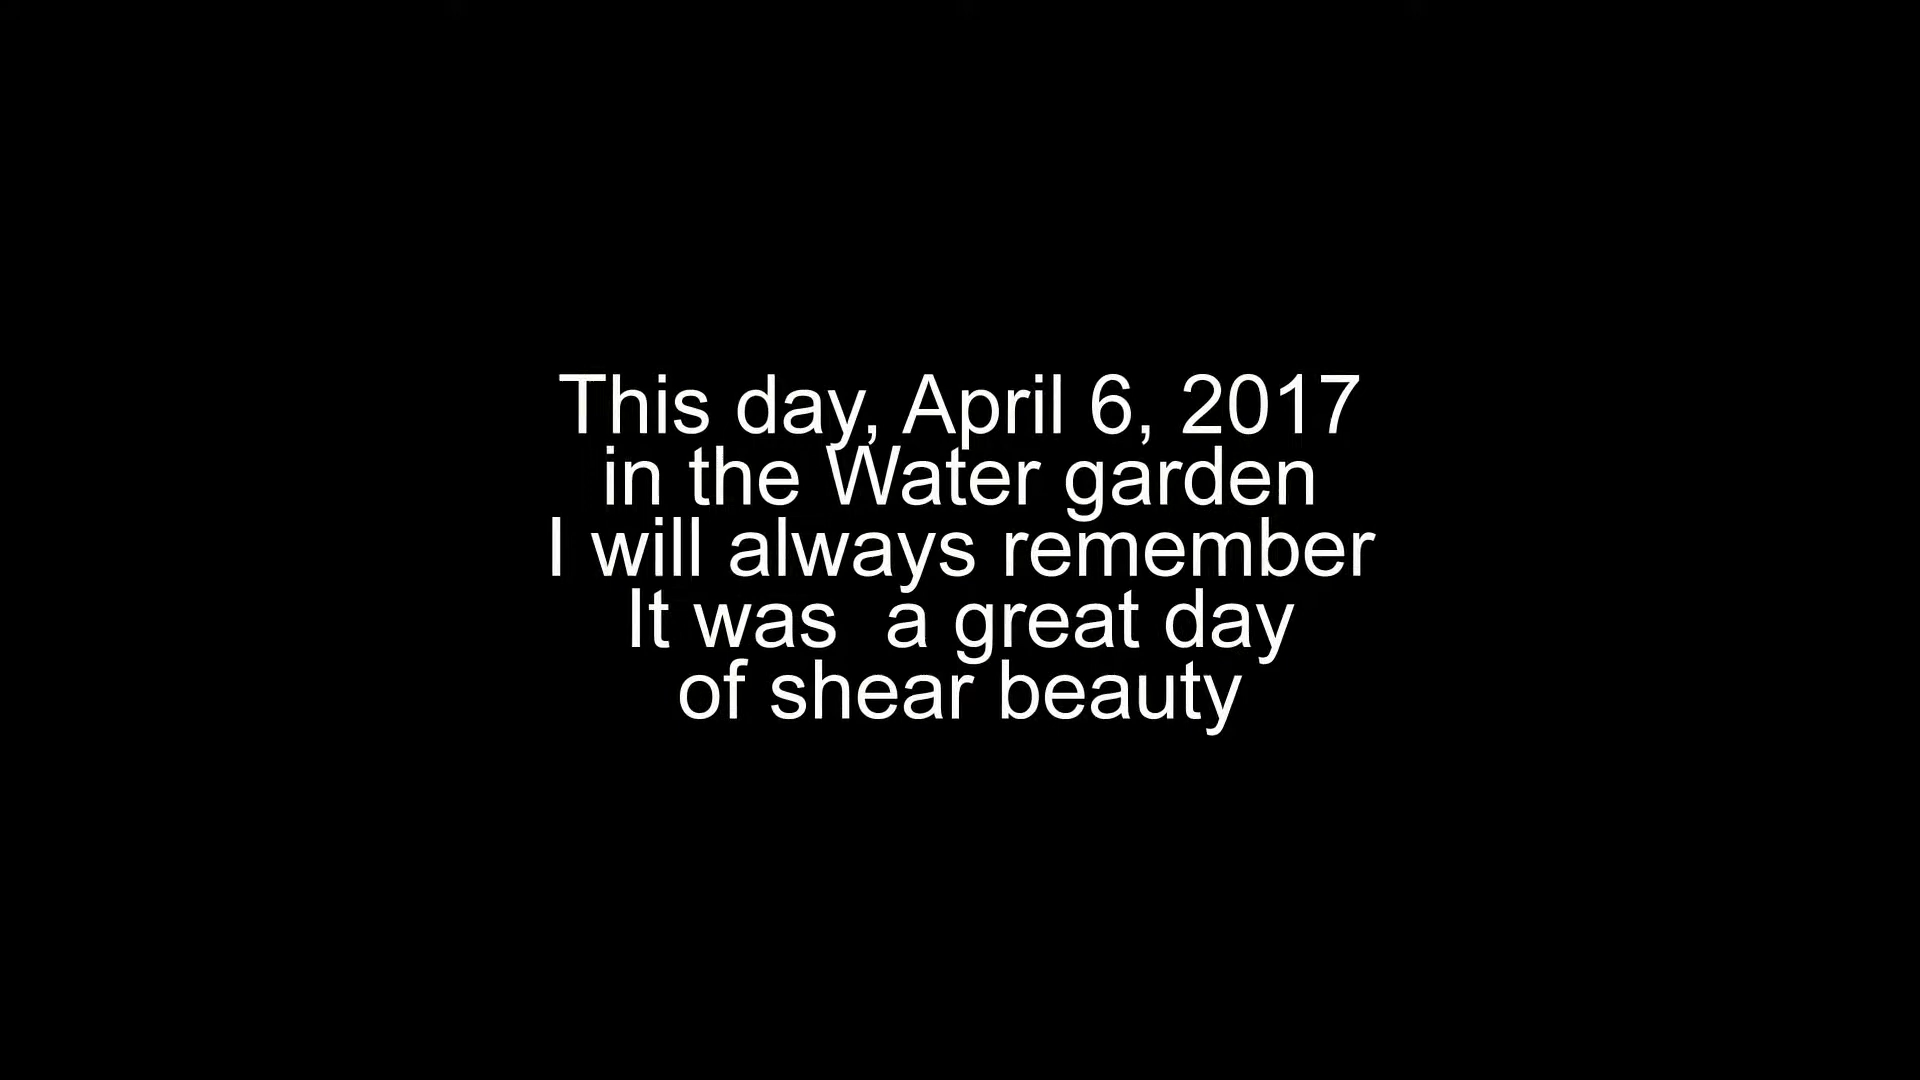 This day, April 6, 2017
in the Water garden
I will always remember
It was  a great day
of shear beauty